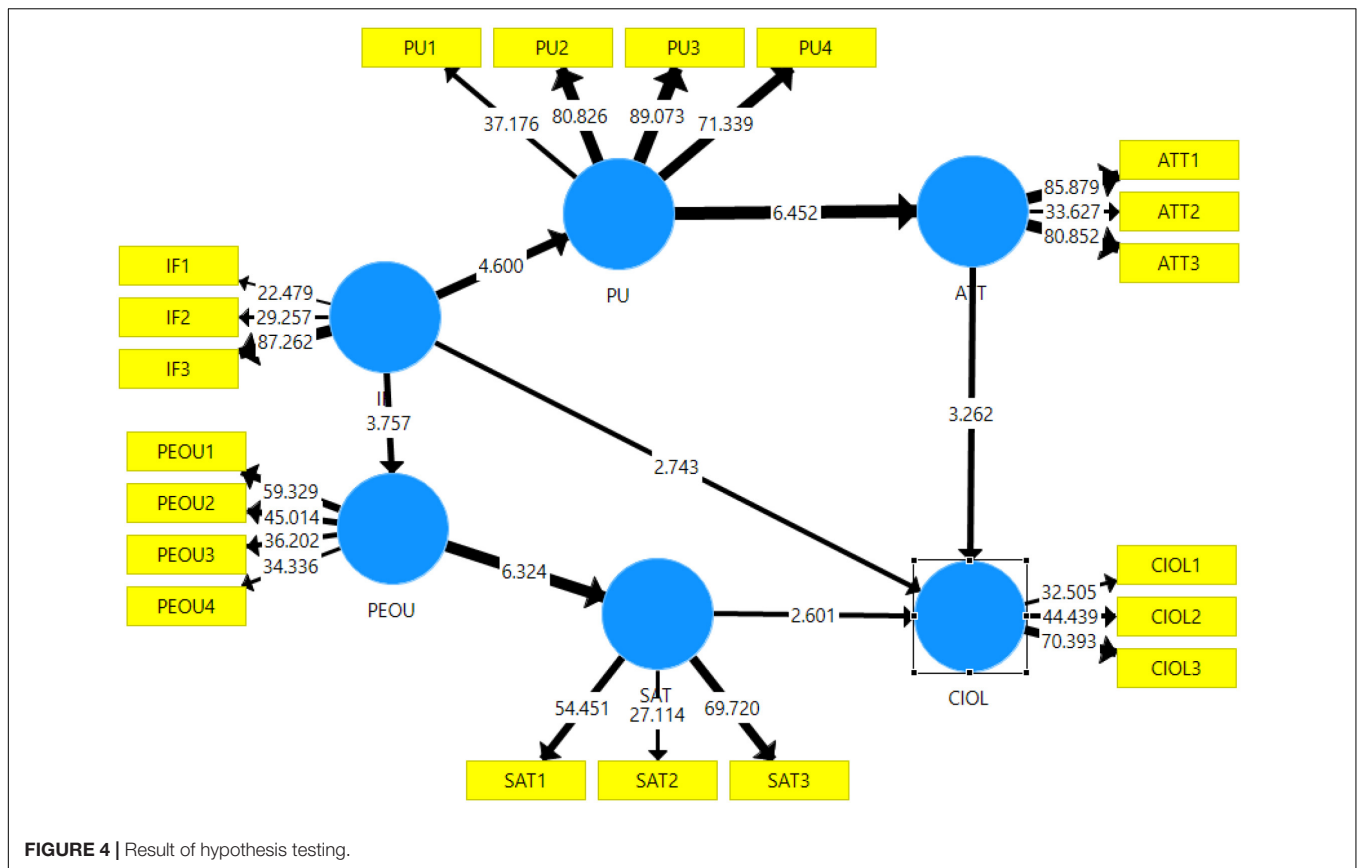 PU1 PU2 PU3 PU4
37.176 80.826 89.073 71.339
PU
6.452
ATT
85.879 ATT1
33.627 ATT2
80.852 ATT3
IF1 22.479
IF2 29.257
IF3 87.262
4.600
3.757
2.743
3.262
PEOU1 59.329
PEOU2 45.014
PEOU3 36.202
PEOU4 34.336
PEOU
6.324
SAT
2.601
54.451 27.114 69.720
SAT1 SAT2 SAT3
CIOL
32.505 CIOL1
44.439 CIOL2
70.393 CIOL3
FIGURE 4 | Result of hypothesis testing.